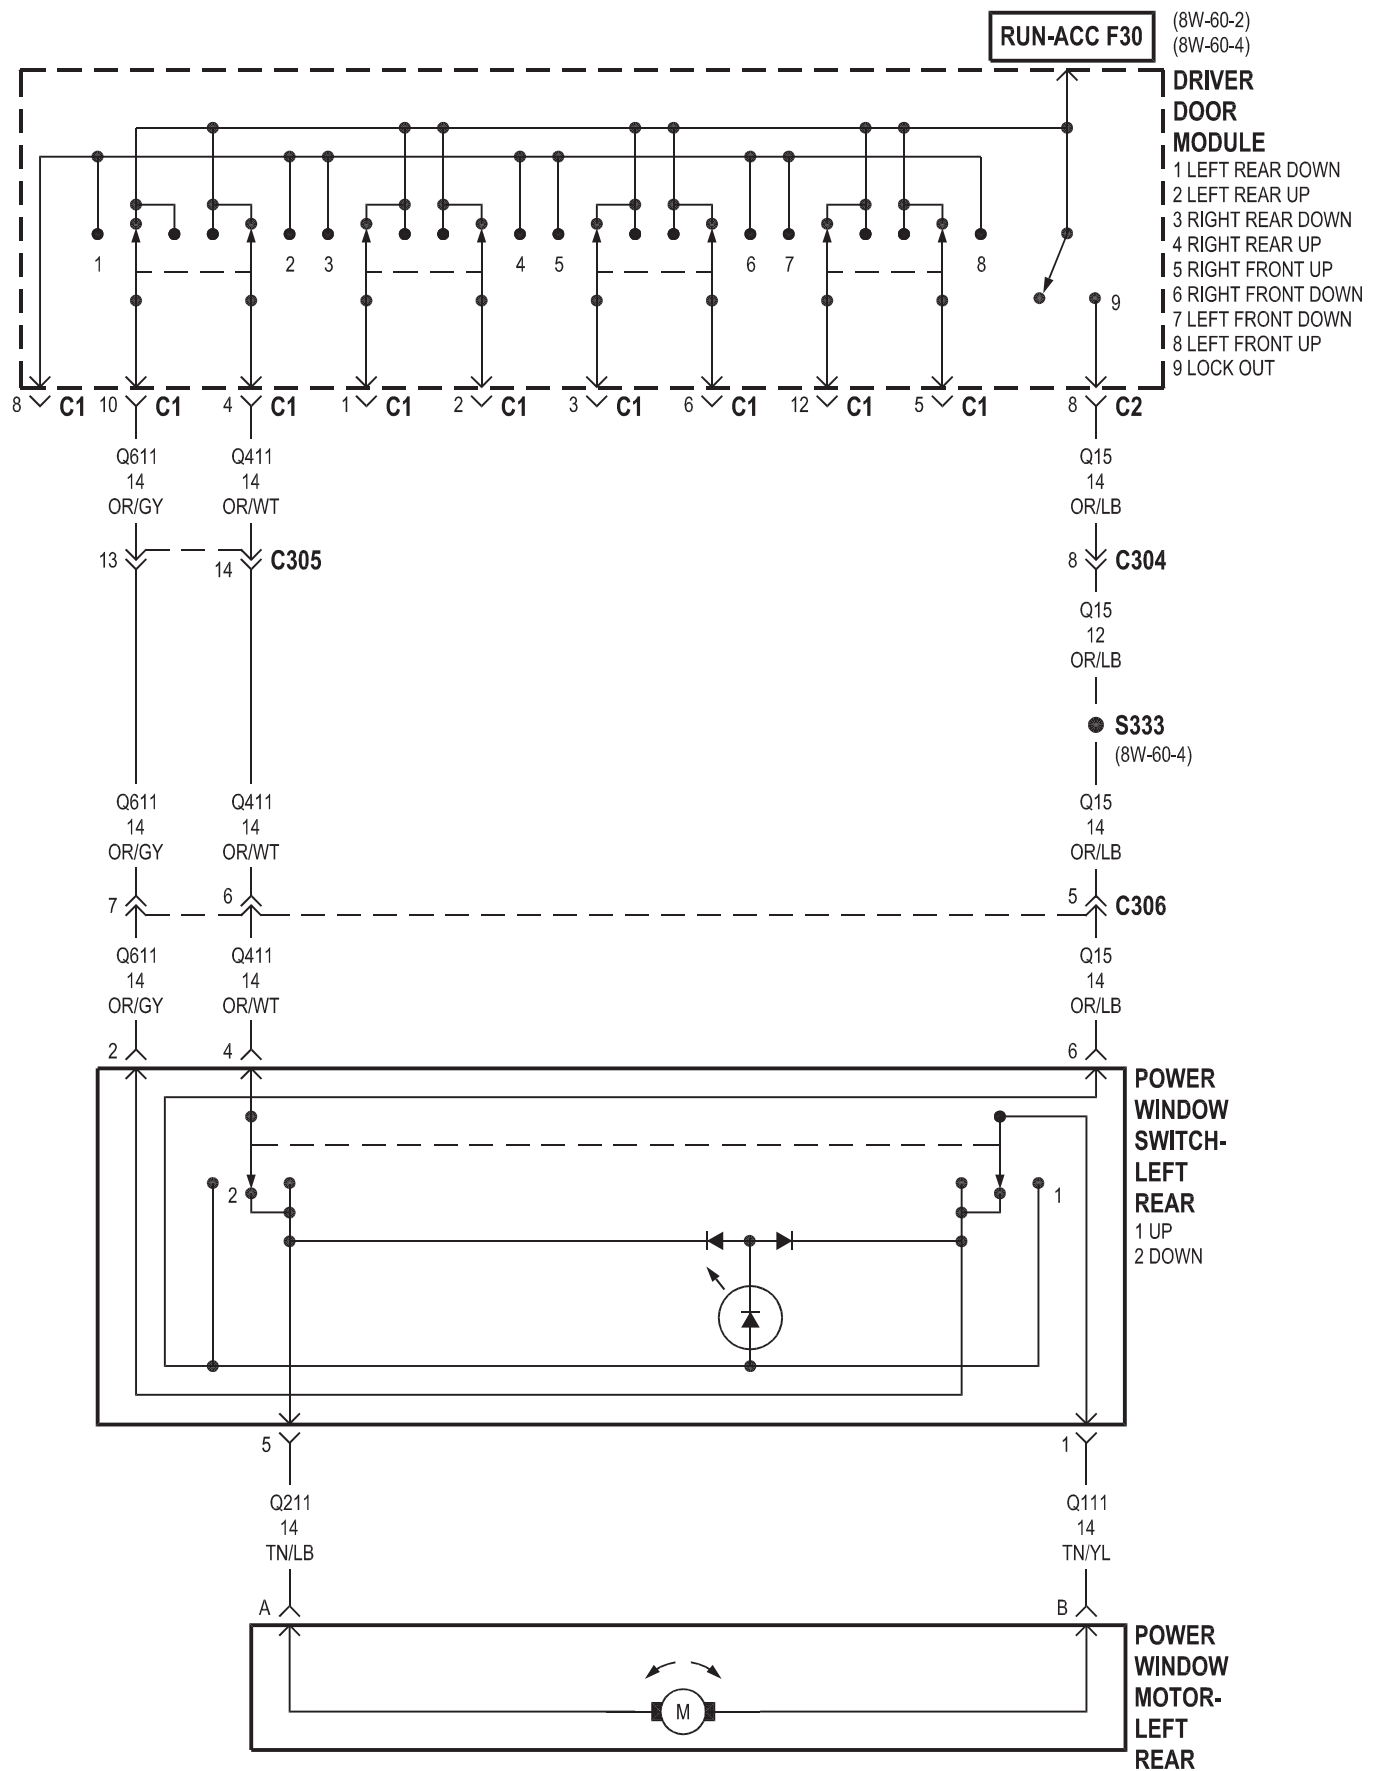 RUN-ACC F30
(8W-60-2)
(8W-60-4)
DRIVER
DOOR
MODULE
1 LEFT REAR DOWN
2 LEFT REAR UP
3 RIGHT REAR DOWN
4 RIGHT REAR UP
5 RIGHT FRONT UP
6 RIGHT FRONT DOWN
7 LEFT FRONT DOWN
8 LEFT FRONT UP
9 LOCK OUT
1 2 3 4 5 6 7 8
9
8 C1 10 C1 4 C1 1 C1 2 C1 3 C1 6 C1 12 C1 5 C1 8 C2
Q611 Q411 Q15
14 14 14
OR/GY OR/WT OR/LB
13 14 C305 8 C304
Q15
12
OR/LB
S333
(8W-60-4)
Q611 Q411 Q15
14 14 14
OR/GY OR/WT OR/LB
7 6 5 C306
Q611 Q411 Q15
14 14 14
OR/GY OR/WT OR/LB
2 4 6
POWER
WINDOW
SWITCH-
LEFT
REAR
1 UP
2 DOWN
2 1
5 1
Q211 Q111
14 14
TN/LB TN/YL
A B
POWER
WINDOW
MOTOR-
LEFT
REAR
M